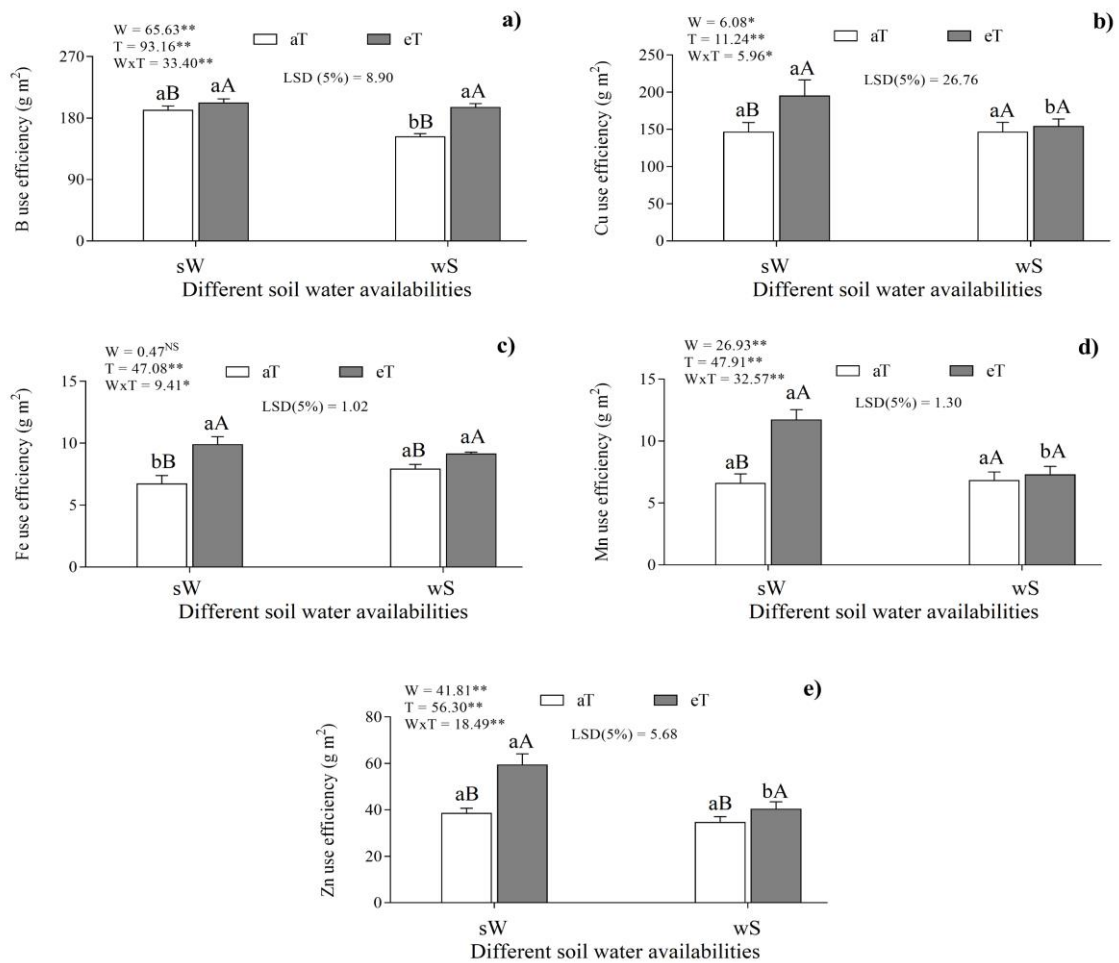 a)
W = 65.63**
T = 93.16**
WxT = 33.40**
aT eT
LSD (5%) = 8.90
B use efficiency (g m²)
270
180
90
0
aB aA bB aA
sW wS
Different soil water availabilities
b)
W = 6.08*
T = 11.24**
WxT = 5.96*
aT eT
LSD(5%) = 26.76
Cu use efficiency (g m²)
250
200
150
100
50
0
aB aA aA bA
sW wS
Different soil water availabilities
c)
W = 0.47ᴺˢ
T = 47.08**
WxT = 9.41*
aT eT
LSD(5%) = 1.02
Fe use efficiency (g m²)
15
10
5
0
bB aA aB aA
sW wS
Different soil water availabilities
d)
W = 26.93**
T = 47.91**
WxT = 32.57**
aT eT
LSD(5%) = 1.30
Mn use efficiency (g m²)
15
10
5
0
aB aA aA bA
sW wS
Different soil water availabilities
e)
W = 41.81**
T = 56.30**
WxT = 18.49**
aT eT
LSD(5%) = 5.68
Zn use efficiency (g m²)
80
60
40
20
0
aB aA aB bA
sW wS
Different soil water availabilities